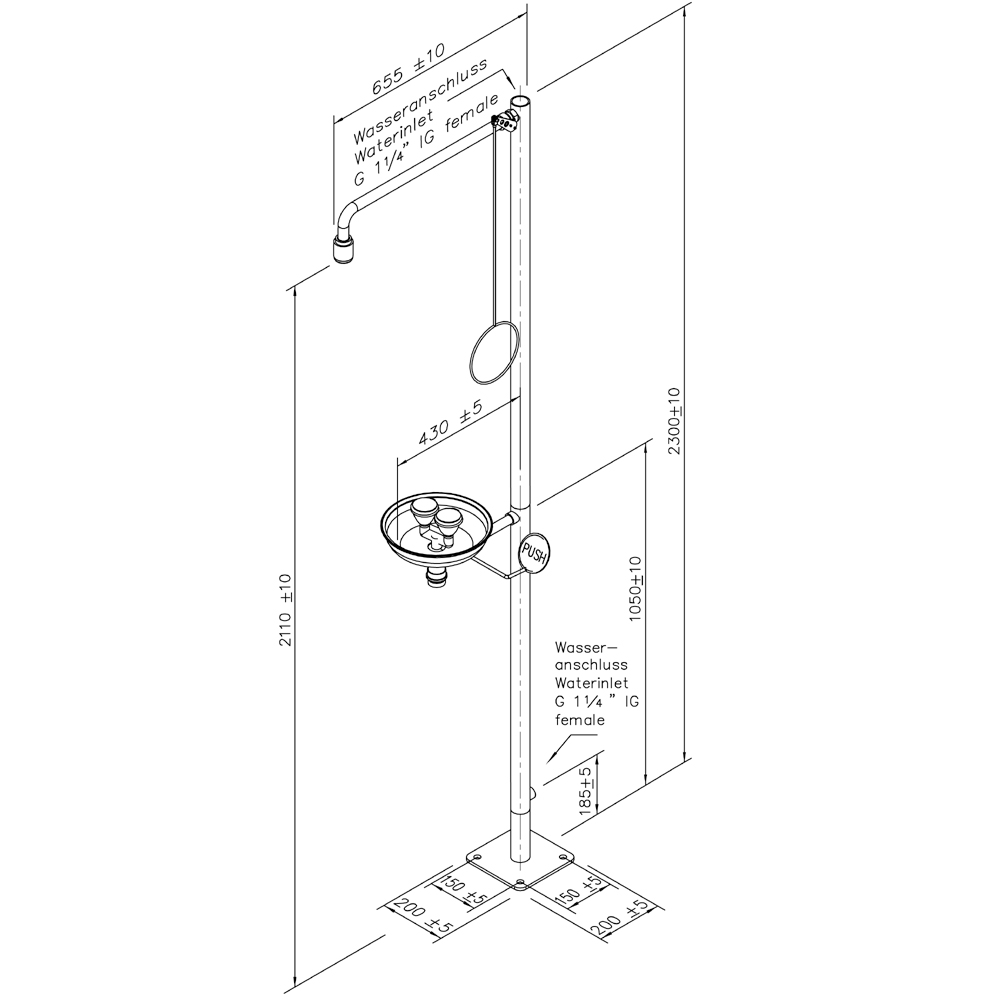 655 ±10
Wasseranschluss
Waterinlet
G 1¼" IG female
430 ±5
2300±10
PUSH
1050±10
2110 ±10
Wasser–
anschluss
Waterinlet
G 1¼ " IG
female
185±5
150 ±5
150 ±5
200 ±5
200 ±5